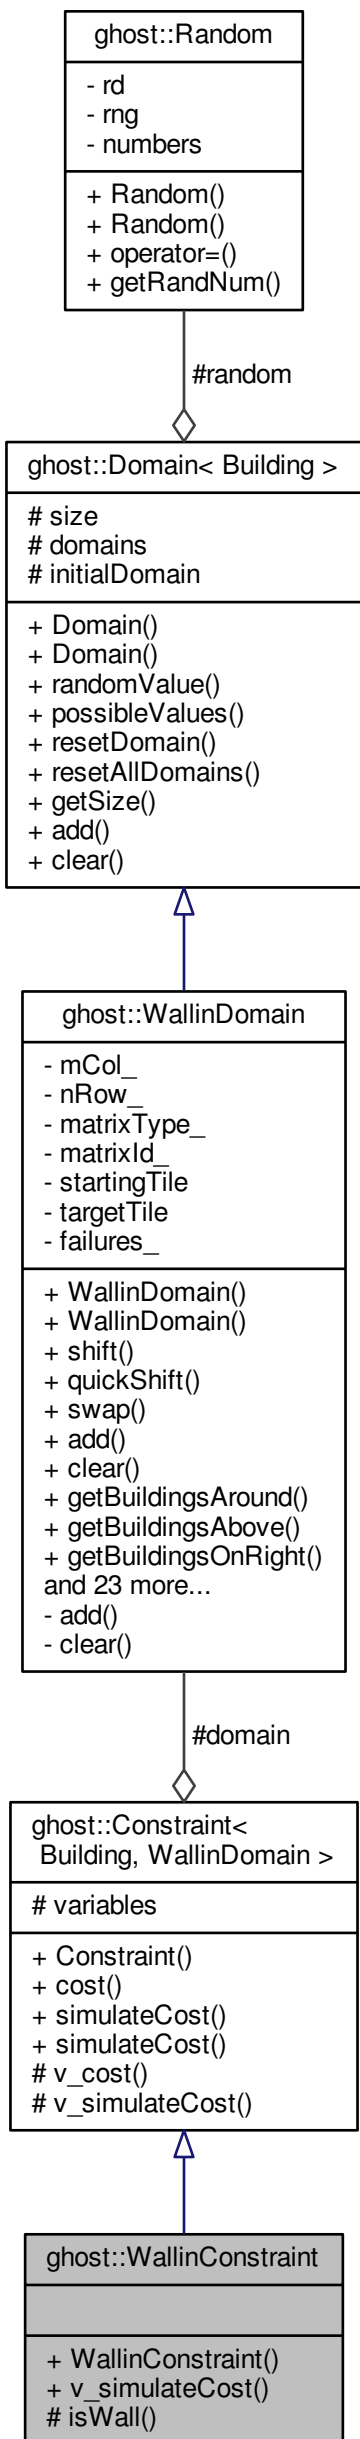 ghost::Random
- rd
- rng
- numbers
+ Random()
+ Random()
+ operator=()
+ getRandNum()
#random
ghost::Domain< Building >
# size
# domains
# initialDomain
+ Domain()
+ Domain()
+ randomValue()
+ possibleValues()
+ resetDomain()
+ resetAllDomains()
+ getSize()
+ add()
+ clear()
ghost::WallinDomain
- mCol_
- nRow_
- matrixType_
- matrixId_
- startingTile
- targetTile
- failures_
+ WallinDomain()
+ WallinDomain()
+ shift()
+ quickShift()
+ swap()
+ add()
+ clear()
+ getBuildingsAround()
+ getBuildingsAbove()
+ getBuildingsOnRight()
and 23 more...
- add()
- clear()
#domain
ghost::Constraint<
Building, WallinDomain >
# variables
+ Constraint()
+ cost()
+ simulateCost()
+ simulateCost()
# v_cost()
# v_simulateCost()
ghost::WallinConstraint
+ WallinConstraint()
+ v_simulateCost()
# isWall()